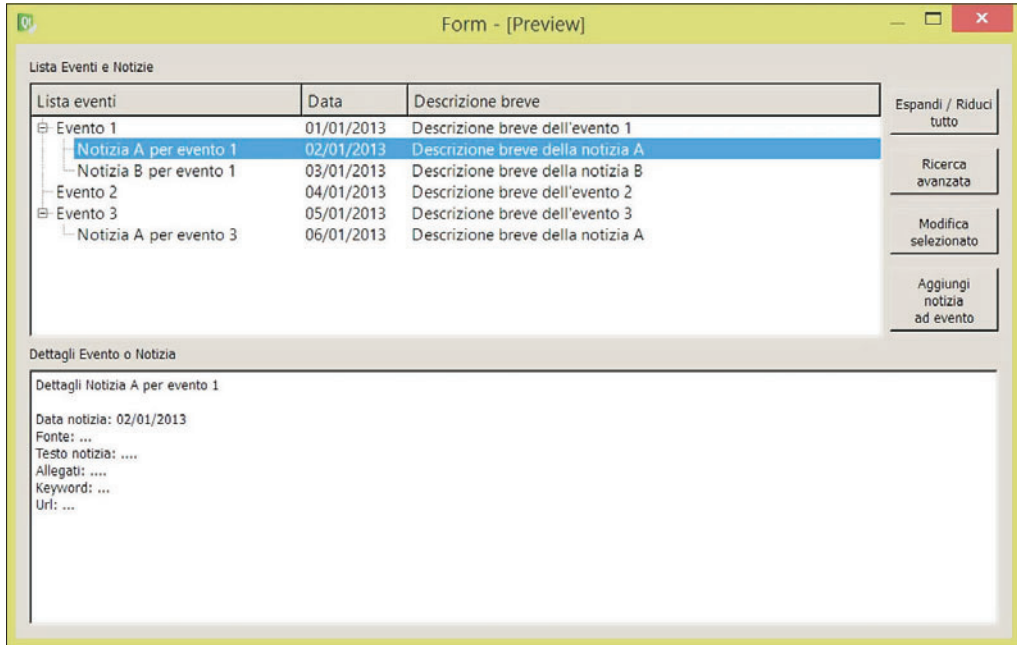 Form - [Preview]
Lista Eventi e Notizie
Lista eventi Data Descrizione breve
Evento 1 01/01/2013 Descrizione breve dell'evento 1
Notizia A per evento 1 02/01/2013 Descrizione breve della notizia A
Notizia B per evento 1 03/01/2013 Descrizione breve della notizia B
Evento 2 04/01/2013 Descrizione breve dell'evento 2
Evento 3 05/01/2013 Descrizione breve dell'evento 3
Notizia A per evento 3 06/01/2013 Descrizione breve della notizia A
Espandi / Riduci
tutto
Ricerca
avanzata
Modifica
selezionato
Aggiungi
notizia
ad evento
Dettagli Evento o Notizia
Dettagli Notizia A per evento 1
Data notizia: 02/01/2013
Fonte: ...
Testo notizia: ....
Allegati: ....
Keyword: ...
Url: ...